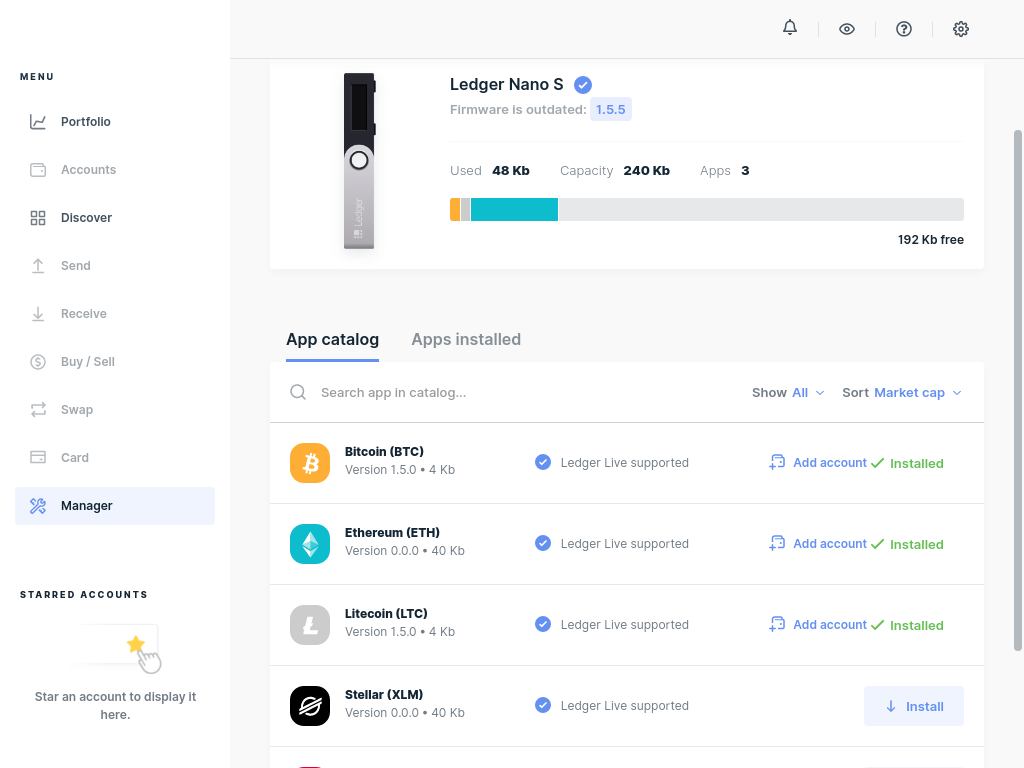 MENU
Portfolio
Accounts
Discover
Send
Receive
Buy / Sell
Swap
Card
Manager
STARRED ACCOUNTS
Star an account to display it
here.
Ledger
Ledger Nano S
Firmware is outdated: 1.5.5
Used 48 Kb Capacity 240 Kb Apps 3
192 Kb free
App catalog Apps installed
Search app in catalog... Show All Sort Market cap
Bitcoin (BTC)
Version 1.5.0 • 4 Kb
Ledger Live supported
Add account Installed
Ethereum (ETH)
Version 0.0.0 • 40 Kb
Ledger Live supported
Add account Installed
Litecoin (LTC)
Version 1.5.0 • 4 Kb
Ledger Live supported
Add account Installed
Stellar (XLM)
Version 0.0.0 • 40 Kb
Ledger Live supported
Install